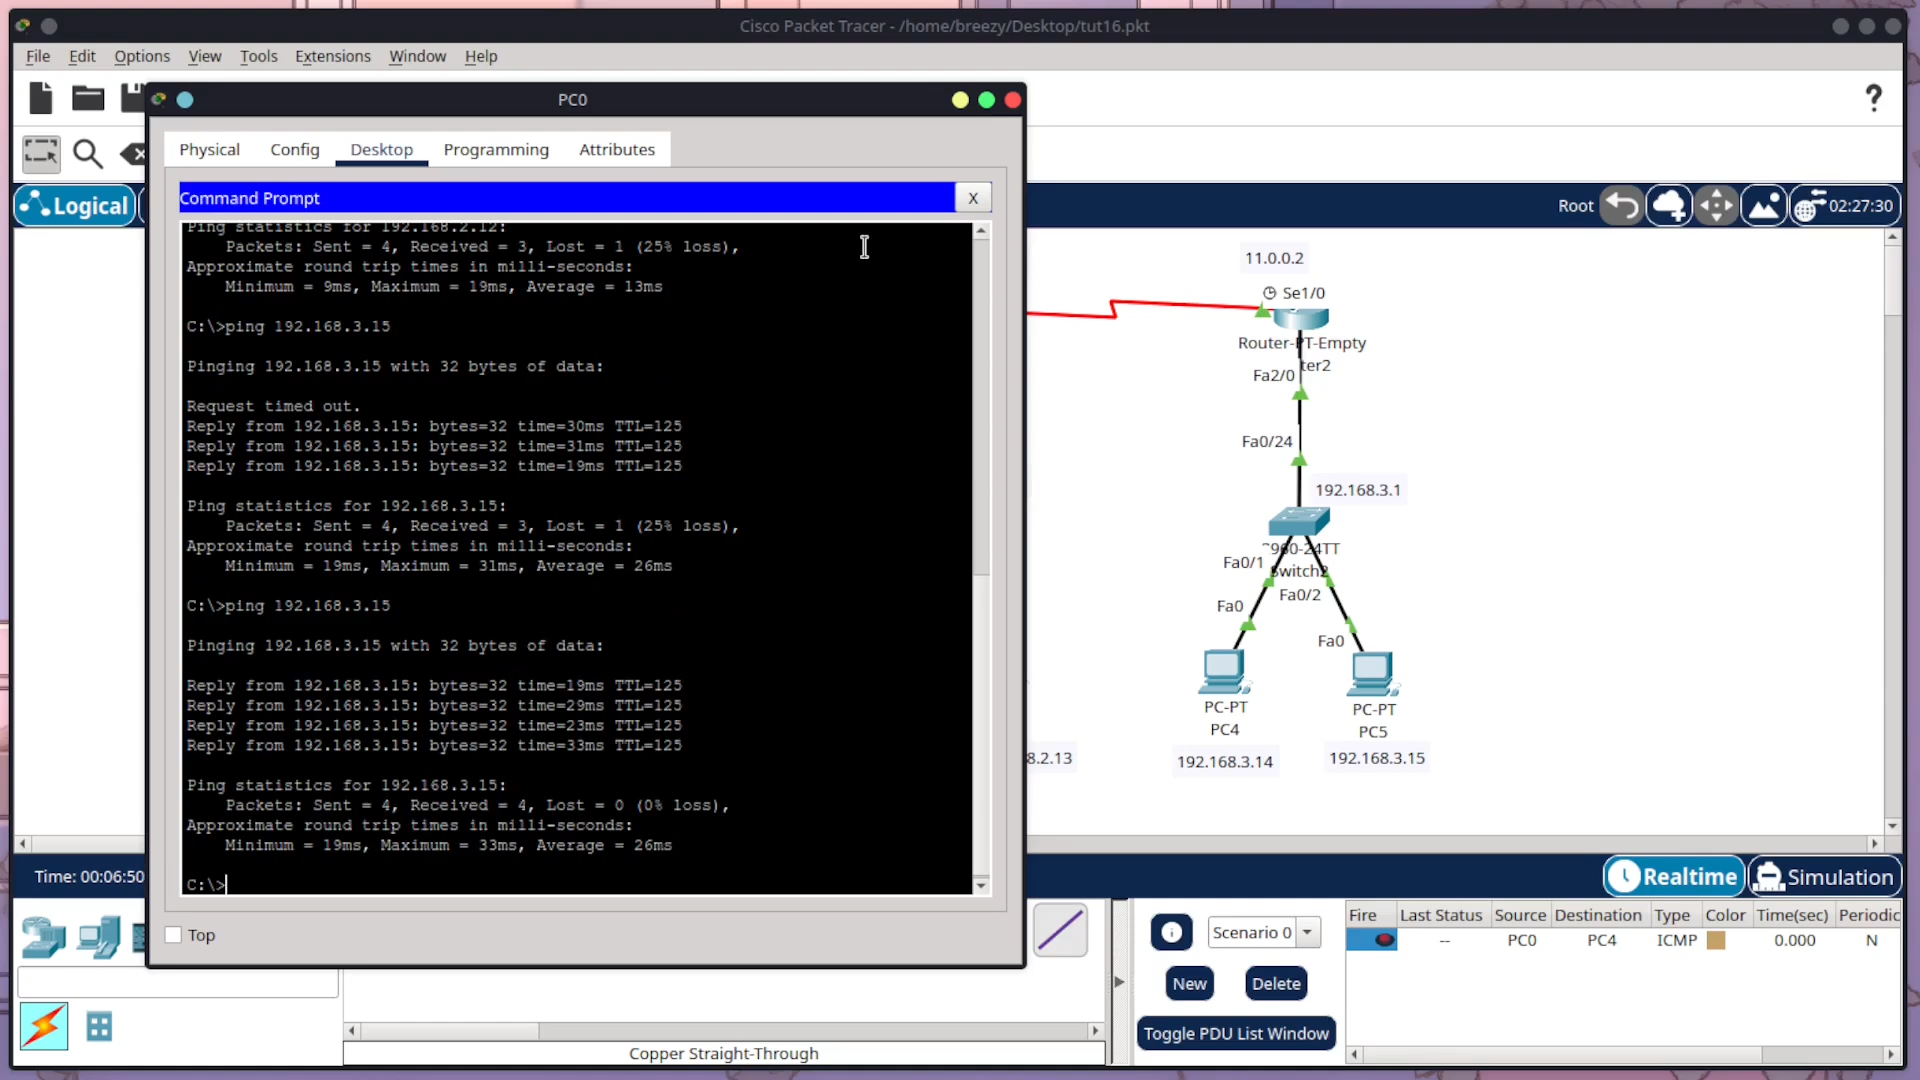 Cisco Packet Tracer - /home/breezy/Desktop/tut16.pkt
File Edit Options View Tools Extensions Window Help
?
PC0
Physical Config Desktop Programming Attributes
Command Prompt
X
Logical
Root
02:27:30
Ping statistics for 192.168.2.12:
Packets: Sent = 4, Received = 3, Lost = 1 (25% loss),
Approximate round trip times in milli-seconds:
Minimum = 9ms, Maximum = 19ms, Average = 13ms
C:\>ping 192.168.3.15
Pinging 192.168.3.15 with 32 bytes of data:
Request timed out.
Reply from 192.168.3.15: bytes=32 time=30ms TTL=125
Reply from 192.168.3.15: bytes=32 time=31ms TTL=125
Reply from 192.168.3.15: bytes=32 time=19ms TTL=125
Ping statistics for 192.168.3.15:
Packets: Sent = 4, Received = 3, Lost = 1 (25% loss),
Approximate round trip times in milli-seconds:
Minimum = 19ms, Maximum = 31ms, Average = 26ms
C:\>ping 192.168.3.15
Pinging 192.168.3.15 with 32 bytes of data:
Reply from 192.168.3.15: bytes=32 time=19ms TTL=125
Reply from 192.168.3.15: bytes=32 time=29ms TTL=125
Reply from 192.168.3.15: bytes=32 time=23ms TTL=125
Reply from 192.168.3.15: bytes=32 time=33ms TTL=125
Ping statistics for 192.168.3.15:
Packets: Sent = 4, Received = 4, Lost = 0 (0% loss),
Approximate round trip times in milli-seconds:
Minimum = 19ms, Maximum = 33ms, Average = 26ms
C:\>
Top
11.0.0.2
Se1/0
Router-PT-Empty
ter2
Fa2/0
Fa0/24
192.168.3.1
960-24TT
Switch2
Fa0/1
Fa0/2
Fa0
Fa0
PC-PT
PC4
192.168.3.14
PC-PT
PC5
192.168.3.15
8.2.13
Time: 00:06:50
Realtime
Simulation
Scenario 0
New
Delete
Toggle PDU List Window
Fire Last Status Source Destination Type Color Time(sec) Periodic
-- PC0 PC4 ICMP 0.000 N
Copper Straight-Through